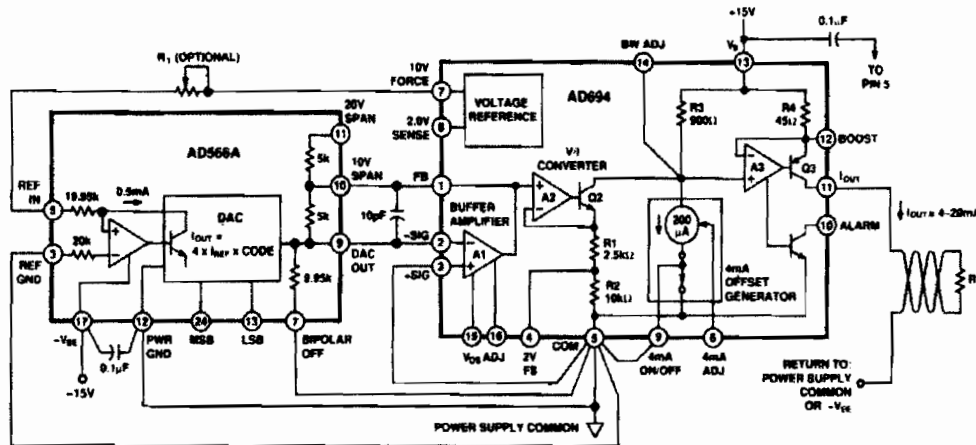 +15V
0.1µF
TO
PIN 5
R1 (OPTIONAL)
10V
FORCE
7
VOLTAGE
REFERENCE
2.0V
SENSE
8
BW ADJ
14
VS
13
AD694
R3
900Ω
R4
45Ω
12
BOOST
20V
SPAN
11
AD566A
5k
10V
SPAN
10
5k
9
DAC
OUT
REF
IN
5
19.95k
0.5mA
DAC
IOUT =
4 x IREF x CODE
REF
GND
3
20k
9.95k
10pF
FB
1
BUFFER
AMPLIFIER
–SIG
2
+SIG
3
A1
V/I
CONVERTER
A2
Q2
R1
2.5kΩ
R2
10kΩ
200
µA
4mA
OFFSET
GENERATOR
A3
Q3
11
IOUT
IOUT = 4–20mA
10
ALARM
17
–VEE
12
PWR
GND
24
MSB
13
LSB
7
BIPOLAR
OFF
0.1µF
–15V
15
16
VOS ADJ
4
2V
FB
COM
5
9
4mA
ON/OFF
6
4mA
ADJ
RETURN TO:
POWER SUPPLY
COMMON
OR –VEE
POWER SUPPLY COMMON